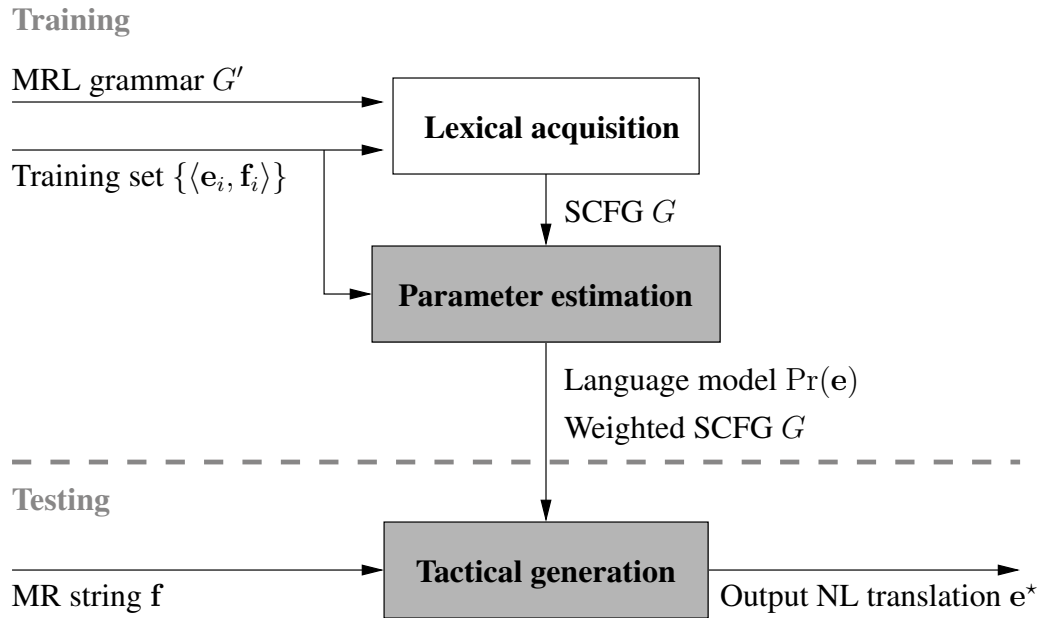 Training
MRL grammar G′
Lexical acquisition
Training set {⟨e_i, f_i⟩}
SCFG G
Parameter estimation
Language model Pr(e)
Weighted SCFG G
Testing
Tactical generation
MR string f
Output NL translation e⋆